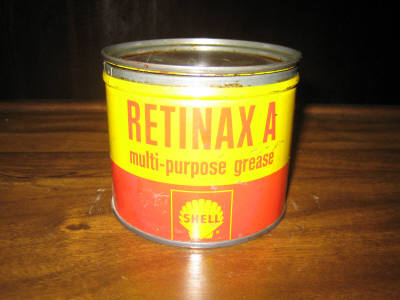 RETINAX A
multi-purpose grease
SHELL